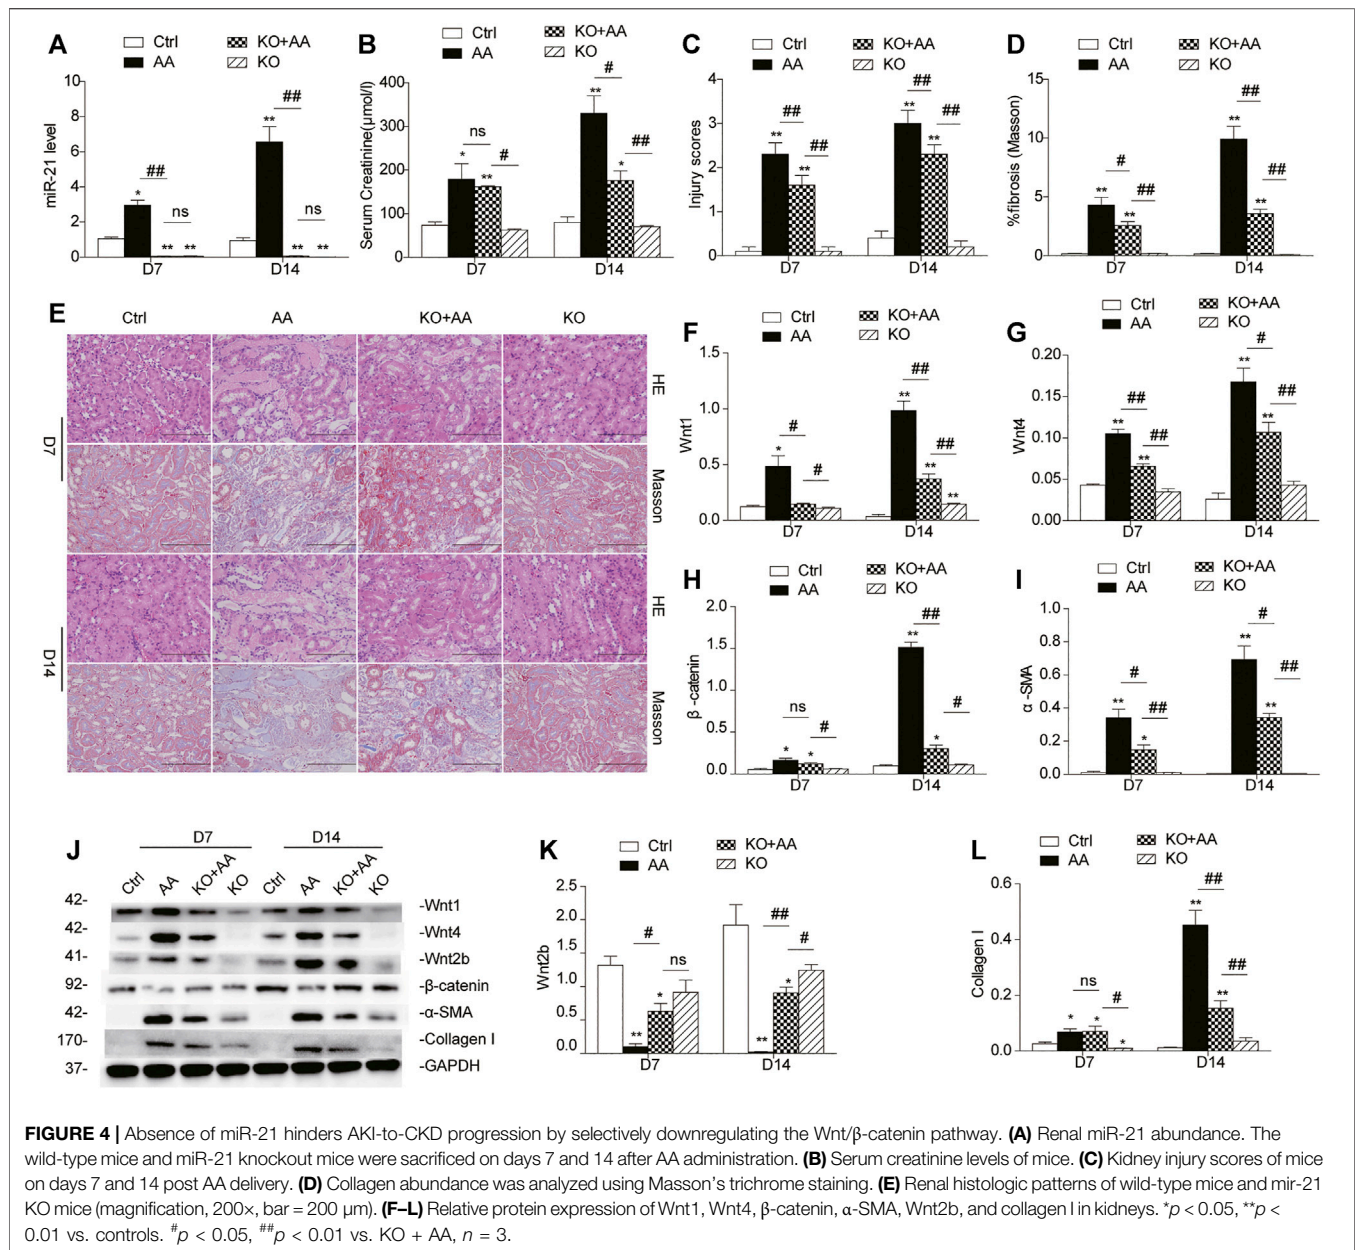 A
Ctrl
KO+AA
AA
KO
miR-21 level
10
8
6
4
2
0
*
##
** **
ns
**
##
** **
ns
D7
D14
B
Ctrl
KO+AA
AA
KO
Serum Creatinine(μmol/l)
400
300
200
100
0
*
ns
**
#
**
#
*
##
D7
D14
C
Ctrl
KO+AA
AA
KO
Injury scores
4
3
2
1
0
**
##
**
##
**
##
**
##
D7
D14
D
Ctrl
KO+AA
AA
KO
%fibrosis (Masson)
15
10
5
0
**
#
**
##
**
##
**
##
D7
D14
E
Ctrl
AA
KO+AA
KO
D7
HE
Masson
D14
HE
Masson
F
Ctrl
KO+AA
AA
KO
Wnt1
1.5
1.0
0.5
0.0
*
#
#
**
##
**
##
**
D7
D14
G
Ctrl
KO+AA
AA
KO
Wnt4
0.20
0.15
0.10
0.05
0.00
**
##
**
##
**
#
**
##
D7
D14
H
Ctrl
KO+AA
AA
KO
β -catenin
2.0
1.5
1.0
0.5
0.0
*
ns
*
#
**
##
*
#
D7
D14
I
Ctrl
KO+AA
AA
KO
α -SMA
0.8
0.6
0.4
0.2
0.0
**
#
*
##
**
#
**
##
D7
D14
J
D7
D14
Ctrl
AA
KO+AA
KO
Ctrl
AA
KO+AA
KO
42-
-Wnt1
42-
-Wnt4
41-
-Wnt2b
92-
-β-catenin
42-
-α-SMA
170-
-Collagen I
37-
-GAPDH
K
Ctrl
KO+AA
AA
KO
Wnt2b
2.5
2.0
1.5
1.0
0.5
0.0
**
#
*
ns
**
##
*
#
D7
D14
L
Ctrl
KO+AA
AA
KO
Collagen I
0.6
0.4
0.2
0.0
*
ns
*
#
*
**
##
**
##
D7
D14
FIGURE 4 | Absence of miR-21 hinders AKI-to-CKD progression by selectively downregulating the Wnt/β-catenin pathway. (A) Renal miR-21 abundance. The
wild-type mice and miR-21 knockout mice were sacrificed on days 7 and 14 after AA administration. (B) Serum creatinine levels of mice. (C) Kidney injury scores of mice
on days 7 and 14 post AA delivery. (D) Collagen abundance was analyzed using Masson's trichrome staining. (E) Renal histologic patterns of wild-type mice and mir-21
KO mice (magnification, 200×, bar = 200 μm). (F–L) Relative protein expression of Wnt1, Wnt4, β-catenin, α-SMA, Wnt2b, and collagen I in kidneys. *p < 0.05, **p <
0.01 vs. controls. #p < 0.05, ##p < 0.01 vs. KO + AA, n = 3.